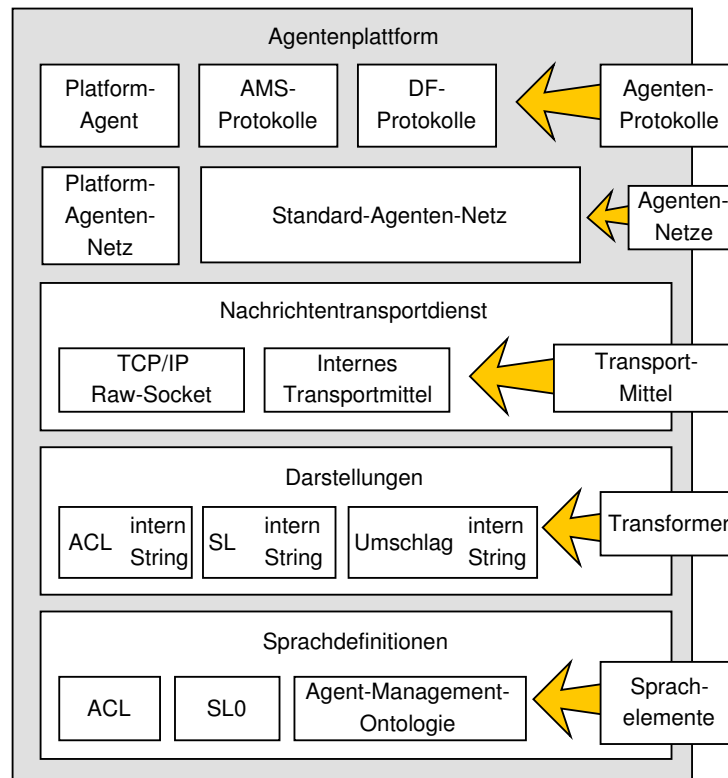 Agentenplattform
Platform-
Agent
AMS-
Protokolle
DF-
Protokolle
Agenten-
Protokolle
Platform-
Agenten-
Netz
Standard-Agenten-Netz
Agenten-
Netze
Nachrichtentransportdienst
TCP/IP
Raw-Socket
Internes
Transportmittel
Transport-
Mittel
Darstellungen
ACL intern
String
SL intern
String
Umschlag intern
String
Transformer
Sprachdefinitionen
ACL
SL0
Agent-Management-
Ontologie
Sprach-
elemente